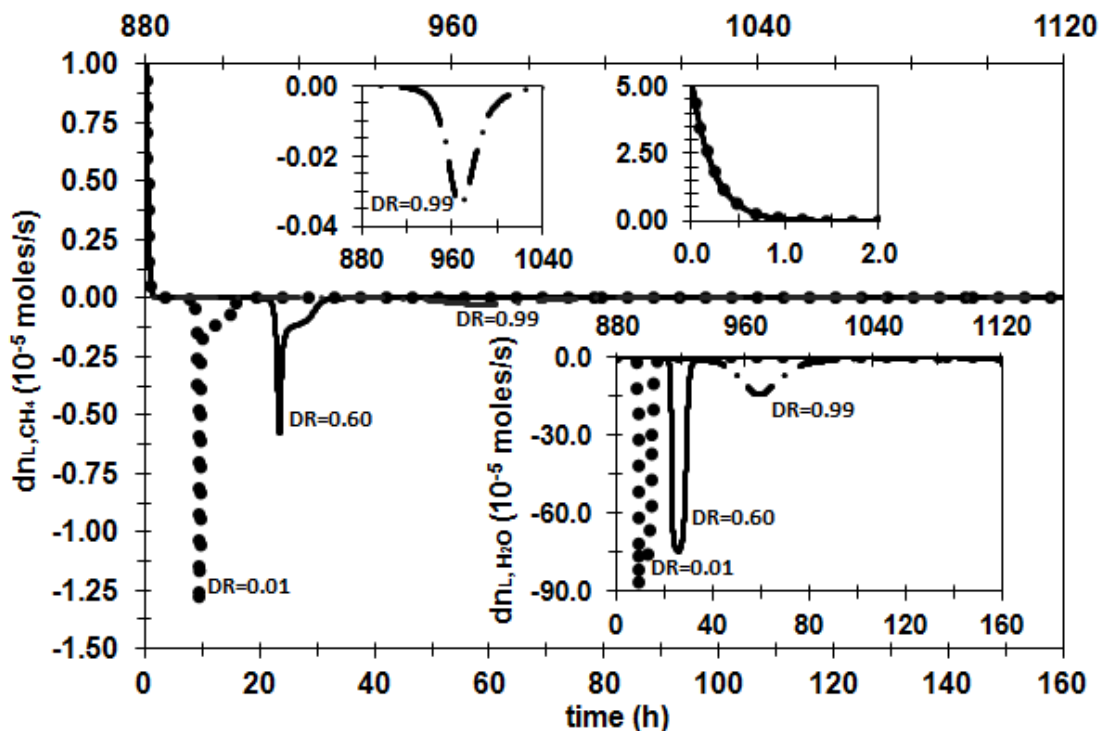 880 960 1040 1120
1.00
0.75
0.50
0.25
0.00
-0.25
-0.50
-0.75
-1.00
-1.25
-1.50
dnL,CH4 (10-5 moles/s)
0 20 40 60 80 100 120 140 160
time (h)
0.00
-0.02
-0.04
DR=0.99
880 960 1040
5.00
2.50
0.00
0.0 1.0 2.0
DR=0.99
DR=0.60
DR=0.01
880 960 1040 1120
0.0
-30.0
-60.0
-90.0
dnL,H2O (10-5 moles/s)
DR=0.99
DR=0.60
DR=0.01
0 40 80 120 160